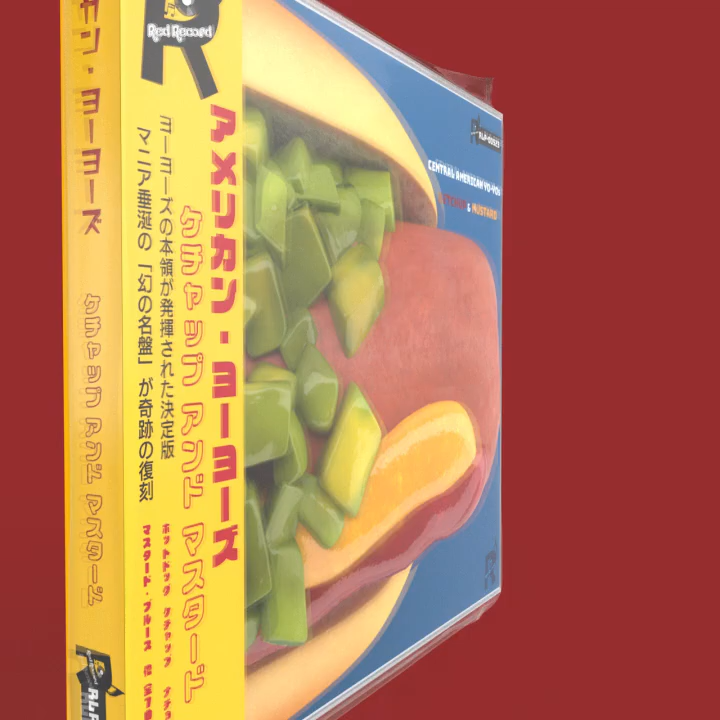 カン・ヨーヨーズ
ケチャップ アンド マスタード
Red Record
アメリカン・ヨーヨーズ
ケチャップ アンド マスタード
ヨーヨーズの本領が発揮された決定版
マニア垂涎の「幻の名盤」が奇跡の復刻
ホットドッグ ケチャップ
マスタード・ブルース
Red Record
CENTRAL AMERICAN YO-YOS
& MUSTARD